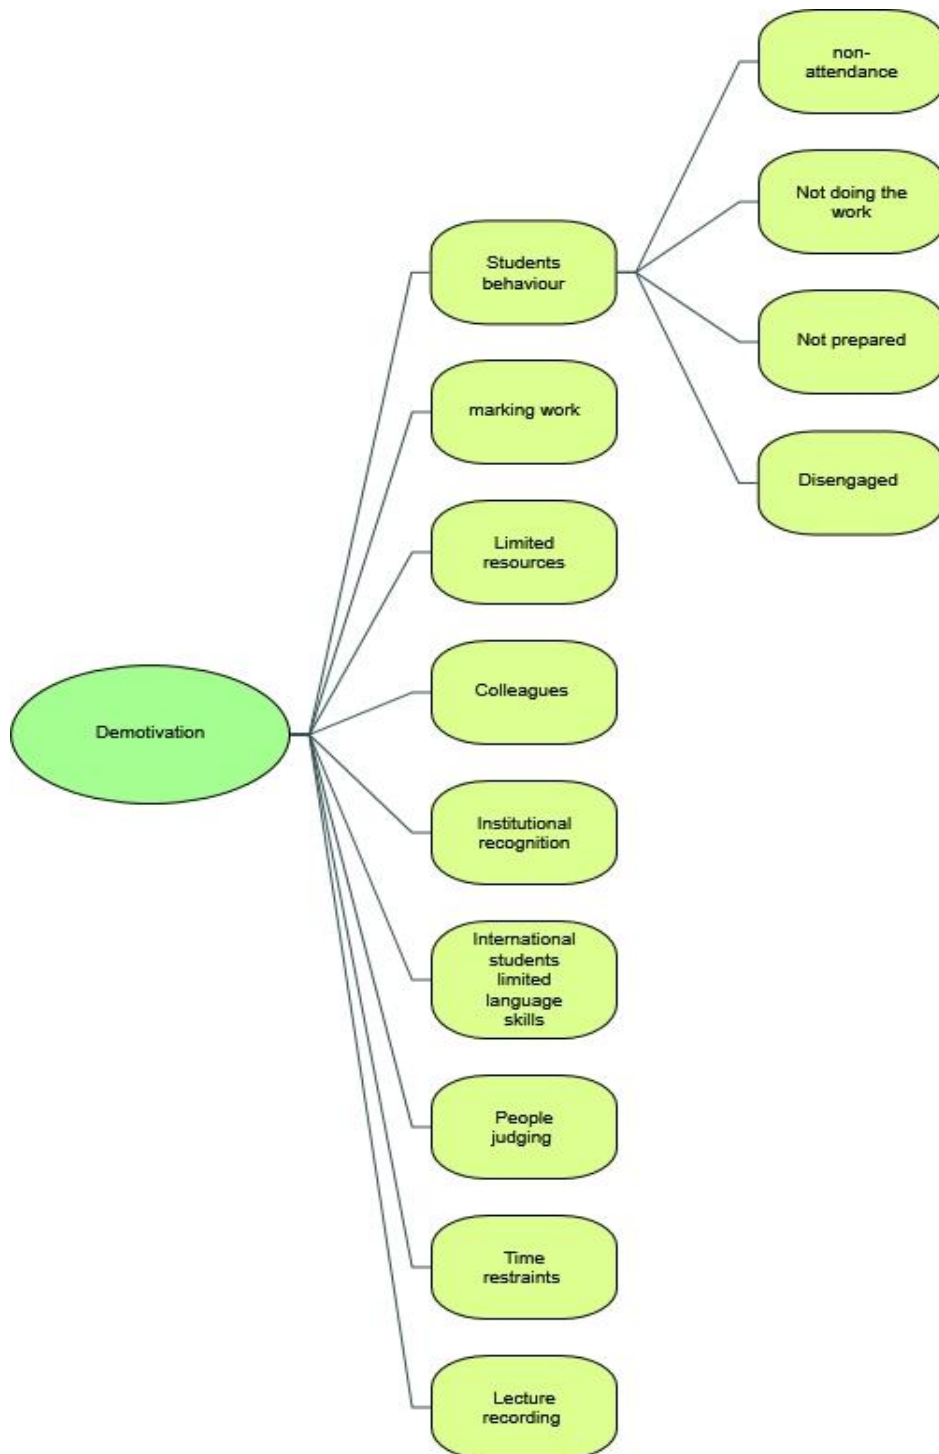 non-
attendance
Not doing the
work
Students
behaviour
Not prepared
marking work
Disengaged
Limited
resources
Colleagues
Demotivation
Institutional
recognition
International
students
limited
language
skills
People
judging
Time
restraints
Lecture
recording